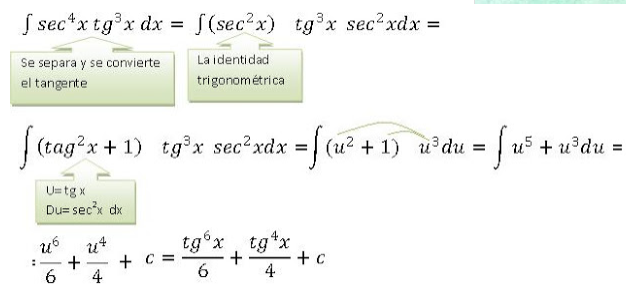 ∫ sec⁴x tg³x dx = ∫(sec²x) tg³x sec²xdx =
Se separa y se convierte
el tangente
La identidad
trigonométrica
∫(tag²x + 1) tg³x sec²xdx = ∫(u² + 1) u³du = ∫ u⁵ + u³du =
U=tg x
Du=sec²x dx
: u⁶/6 + u⁴/4 + c = tg⁶x/6 + tg⁴x/4 + c